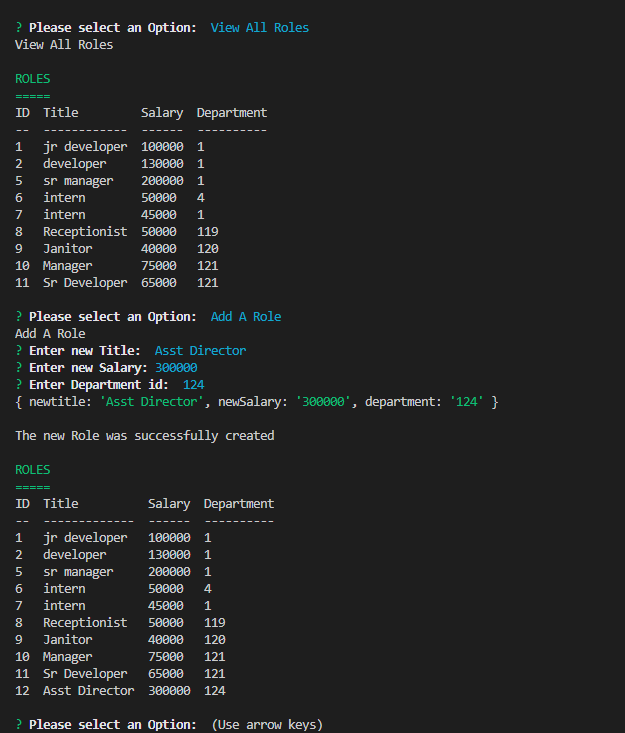 ? Please select an Option:  View All Roles
View All Roles
ROLES
=====
ID  Title         Salary  Department
--  ------------  ------  ----------
1   jr developer  100000  1
2   developer     130000  1
5   sr manager    200000  1
6   intern        50000   4
7   intern        45000   1
8   Receptionist  50000   119
9   Janitor       40000   120
10  Manager       75000   121
11  Sr Developer  65000   121
? Please select an Option:  Add A Role
Add A Role
? Enter new Title:  Asst Director
? Enter new Salary: 300000
? Enter Department id:  124
{ newtitle: 'Asst Director', newSalary: '300000', department: '124' }
The new Role was successfully created
ROLES
=====
ID  Title          Salary  Department
--  -------------  ------  ----------
1   jr developer   100000  1
2   developer      130000  1
5   sr manager     200000  1
6   intern         50000   4
7   intern         45000   1
8   Receptionist   50000   119
9   Janitor        40000   120
10  Manager        75000   121
11  Sr Developer   65000   121
12  Asst Director  300000  124
? Please select an Option:  (Use arrow keys)